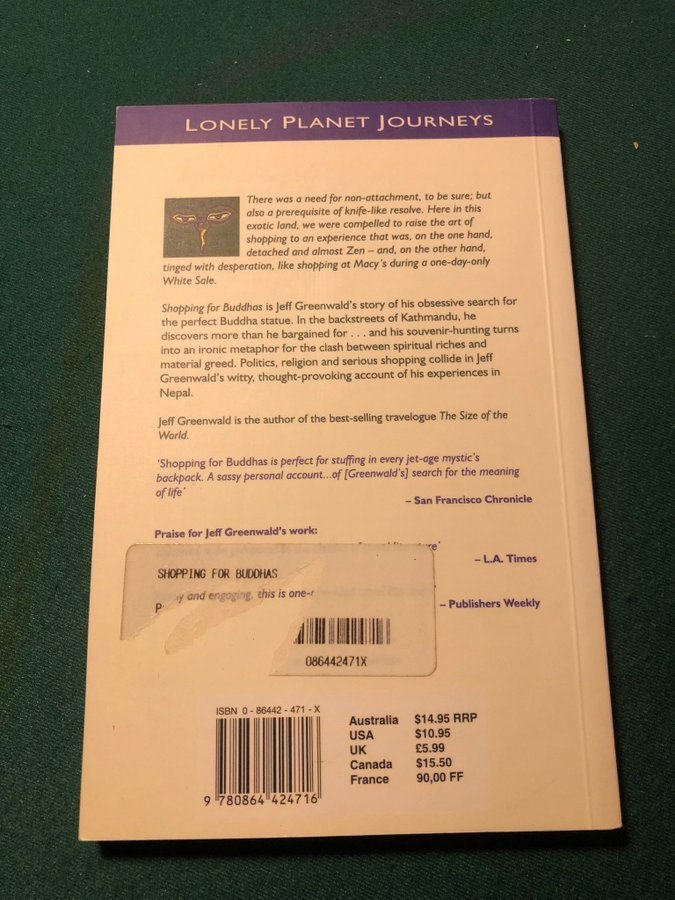 LONELY PLANET JOURNEYS
There was a need for non-attachment, to be sure; but
also a prerequisite of knife-like resolve. Here in this
exotic land, we were compelled to raise the art of
shopping to an experience that was, on the one hand,
detached and almost Zen – and, on the other hand,
tinged with desperation, like shopping at Macy's during a one-day-only
White Sale.
Shopping for Buddhas is Jeff Greenwald's story of his obsessive search for
the perfect Buddha statue. In the backstreets of Kathmandu, he
discovers more than he bargained for . . . and his souvenir-hunting turns
into an ironic metaphor for the clash between spiritual riches and
material greed. Politics, religion and serious shopping collide in Jeff
Greenwald's witty, thought-provoking account of his experiences in
Nepal.
Jeff Greenwald is the author of the best-selling travelogue The Size of the
World.
'Shopping for Buddhas is perfect for stuffing in every jet-age mystic's
backpack. A sassy personal account...of [Greenwald's] search for the meaning
of life'
– San Francisco Chronicle
Praise for Jeff Greenwald's work:
– L.A. Times
SHOPPING FOR BUDDHAS
and engaging, this is one-
– Publishers Weekly
086442471X
ISBN 0 - 86442 - 471 - X
9 780864 424716
Australia $14.95 RRP
USA $10.95
UK £5.99
Canada $15.50
France 90,00 FF